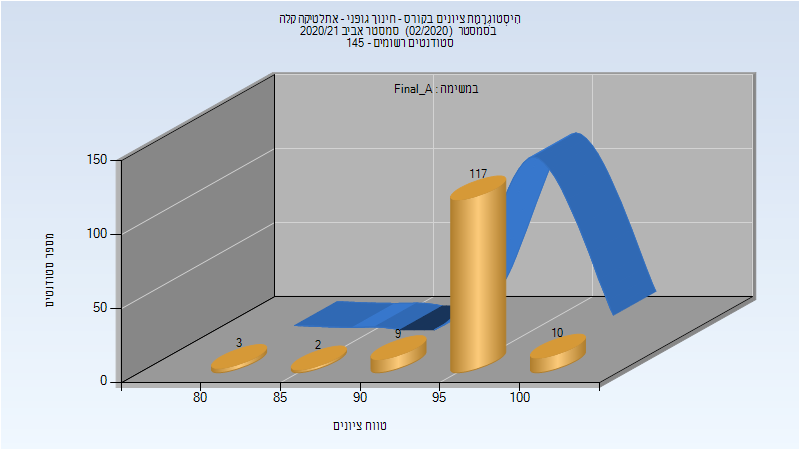 היסטוגרמת ציונים בקורס - חינוך גופני - אתלטיקה קלה
בסמסטר (02/2020) סמסטר אביב 2020/21
סטודנטים רשומים - 145
במשימה : Final_A
מספר סטודנטים
150
100
50
0
3
2
9
117
10
80
85
90
95
100
טווח ציונים